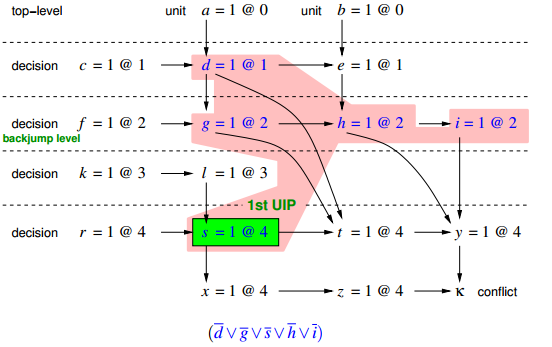 top-level unit a = 1 @ 0 unit b = 1 @ 0
decision c = 1 @ 1 d = 1 @ 1 e = 1 @ 1
decision f = 1 @ 2 g = 1 @ 2 h = 1 @ 2 i = 1 @ 2
backjump level
decision k = 1 @ 3 l = 1 @ 3
1st UIP
decision r = 1 @ 4 s = 1 @ 4 t = 1 @ 4 y = 1 @ 4
x = 1 @ 4 z = 1 @ 4 κ conflict
(d̅ ∨ g̅ ∨ s̅ ∨ h̅ ∨ i̅)